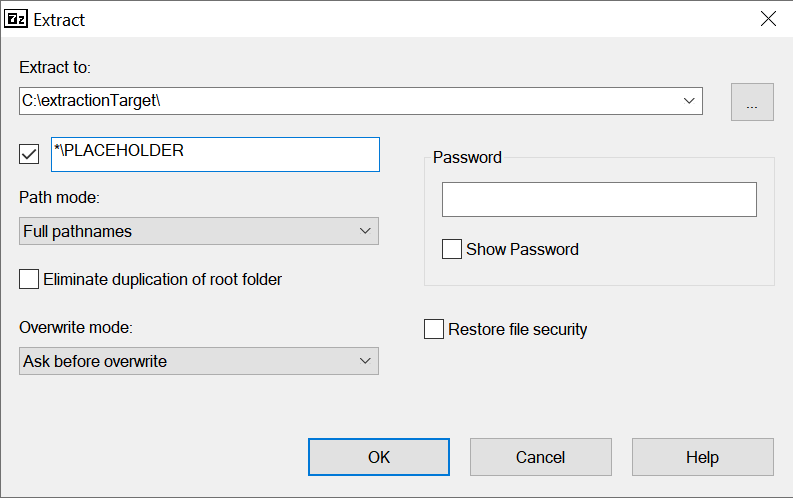 7z Extract
Extract to:
C:\extractionTarget\
...
*\PLACEHOLDER
Password
Path mode:
Full pathnames
Show Password
Eliminate duplication of root folder
Overwrite mode:
Restore file security
Ask before overwrite
OK Cancel Help